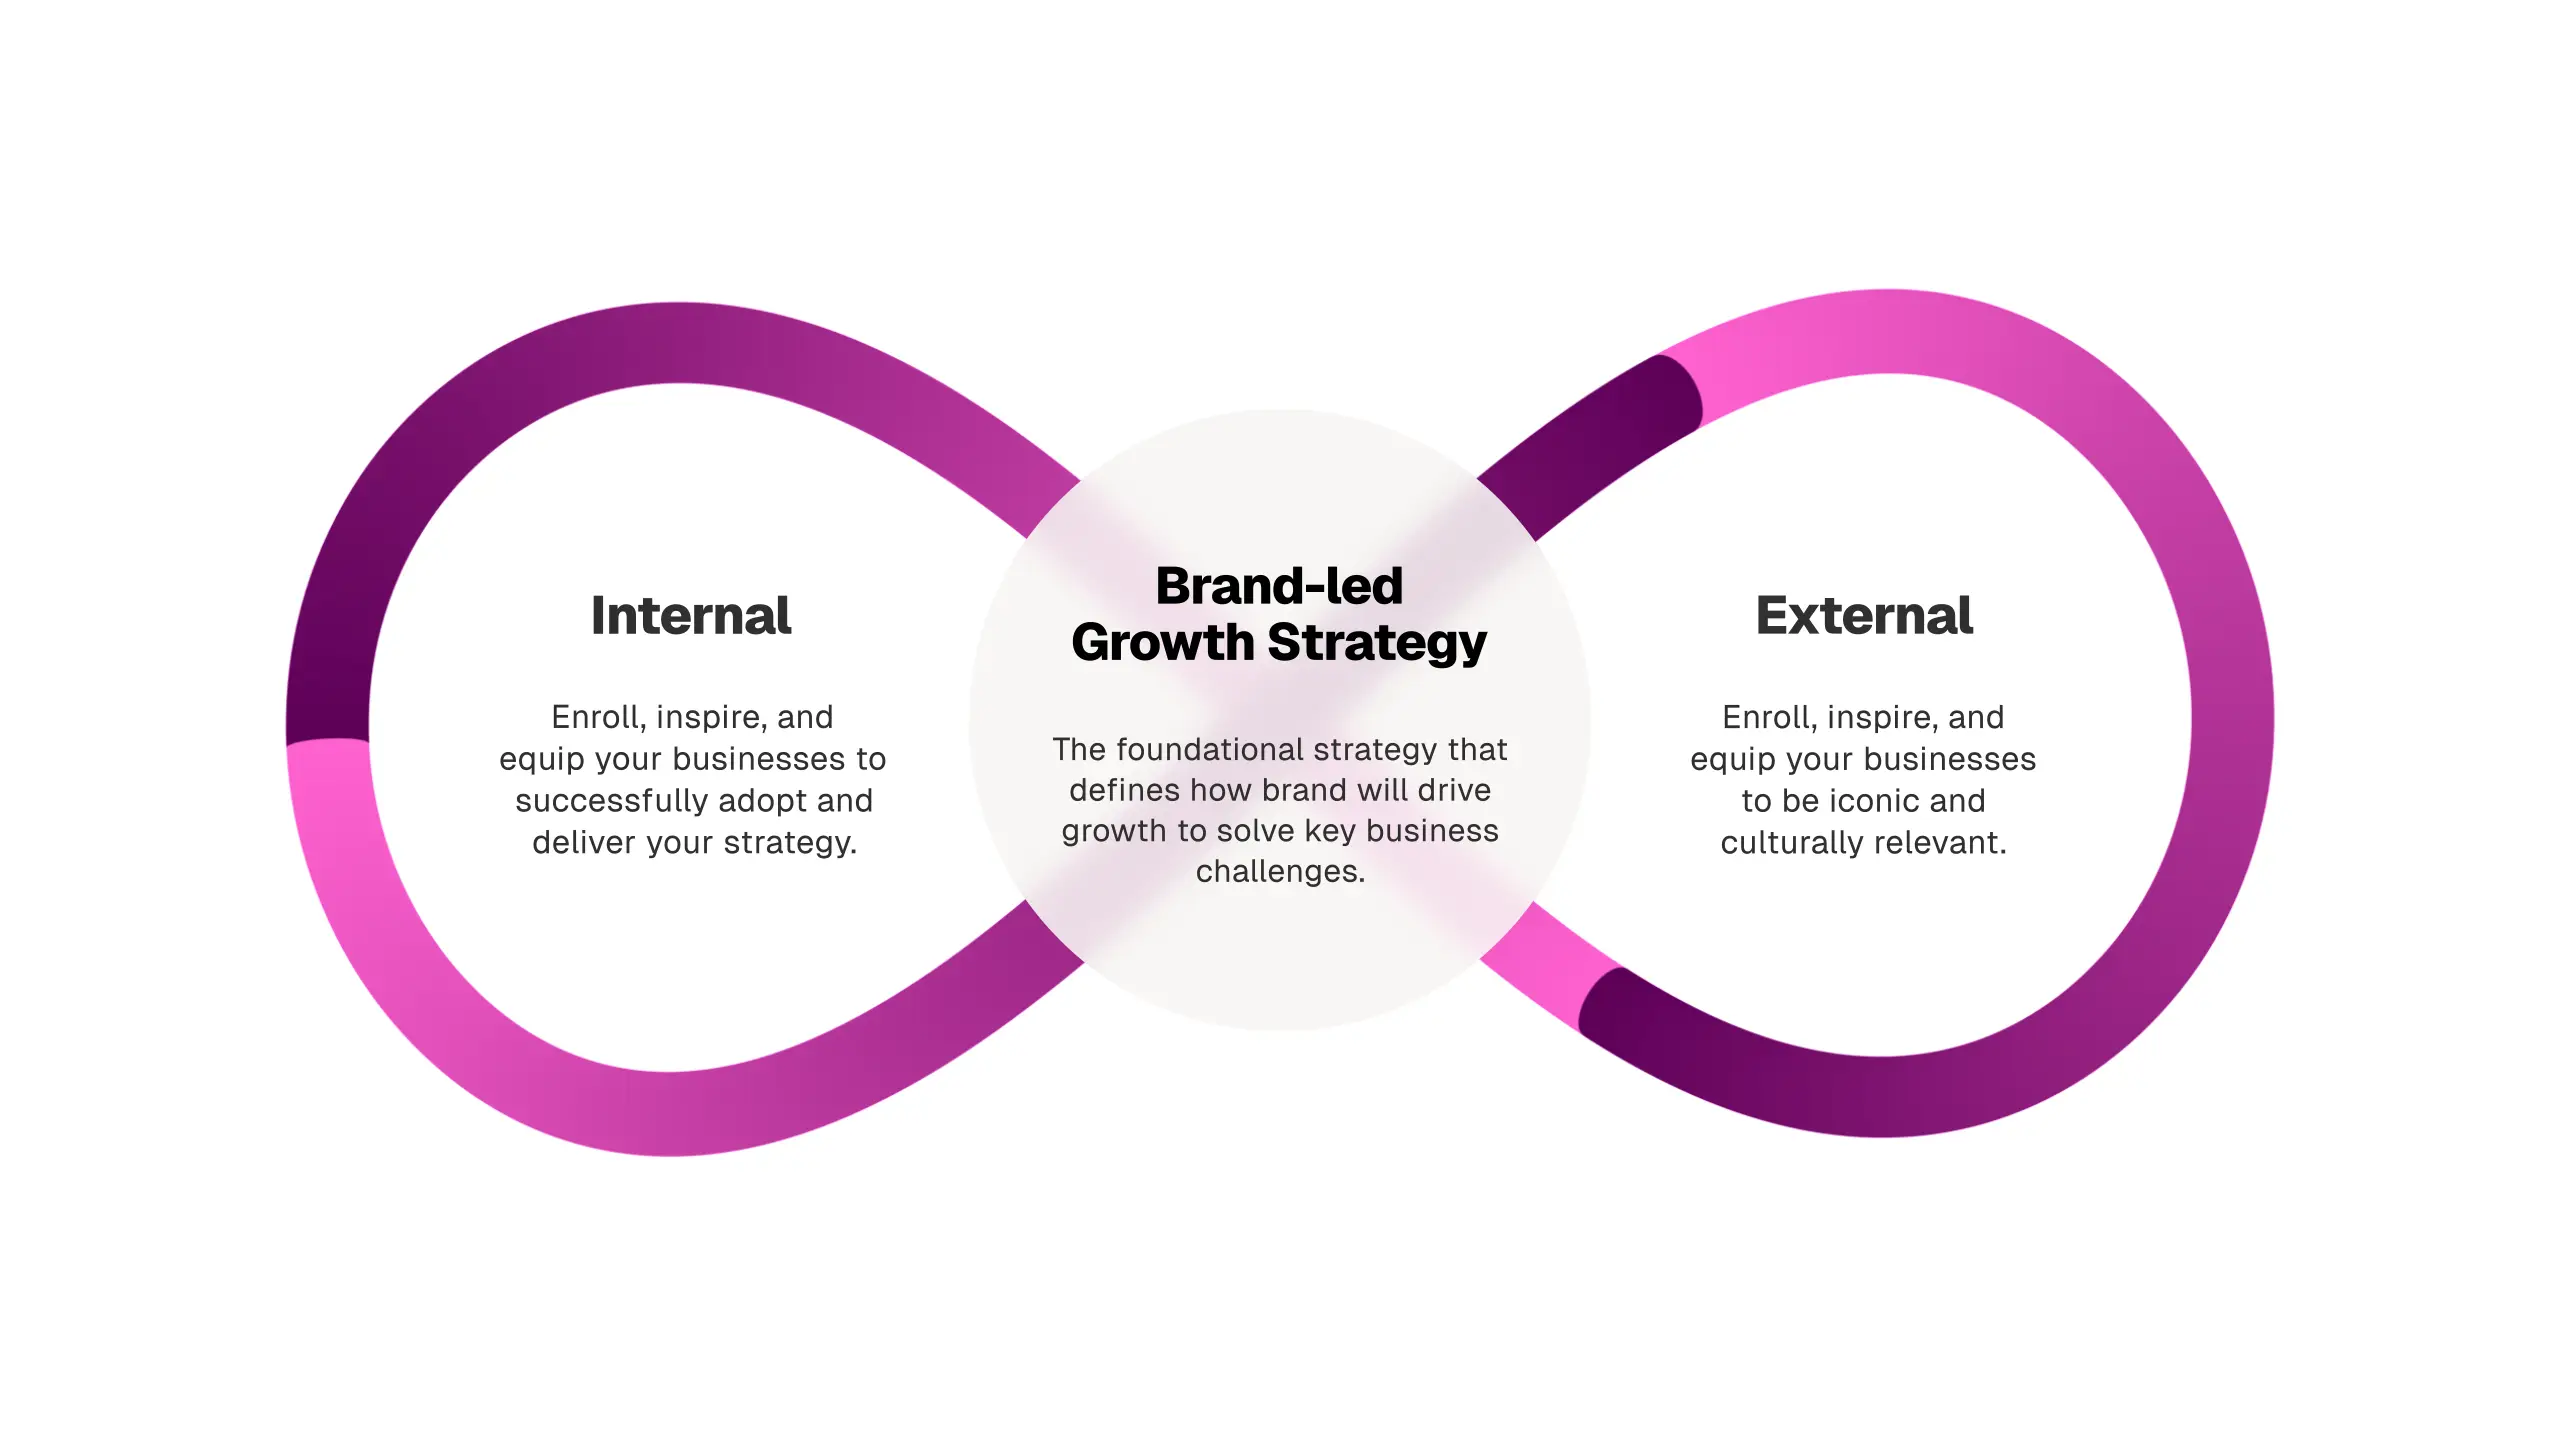 Internal
Enroll, inspire, and
equip your businesses to
successfully adopt and
deliver your strategy.
Brand-led
Growth Strategy
The foundational strategy that
defines how brand will drive
growth to solve key business
challenges.
External
Enroll, inspire, and
equip your businesses
to be iconic and
culturally relevant.